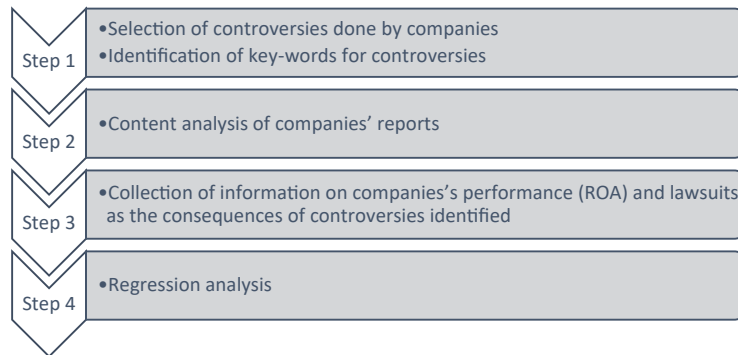 Step 1
•Selection of controversies done by companies
•Identification of key-words for controversies
Step 2
•Content analysis of companies’ reports
Step 3
•Collection of information on companies's performance (ROA) and lawsuits
as the consequences of controversies identified
Step 4
•Regression analysis